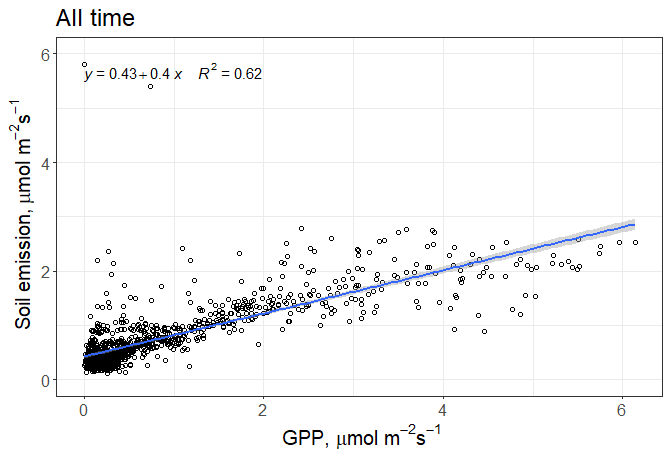 All time
6
y = 0.43 + 0.4 x R² = 0.62
4
2
0
Soil emission, μmol m⁻²s⁻¹
0 2 4 6
GPP, μmol m⁻²s⁻¹